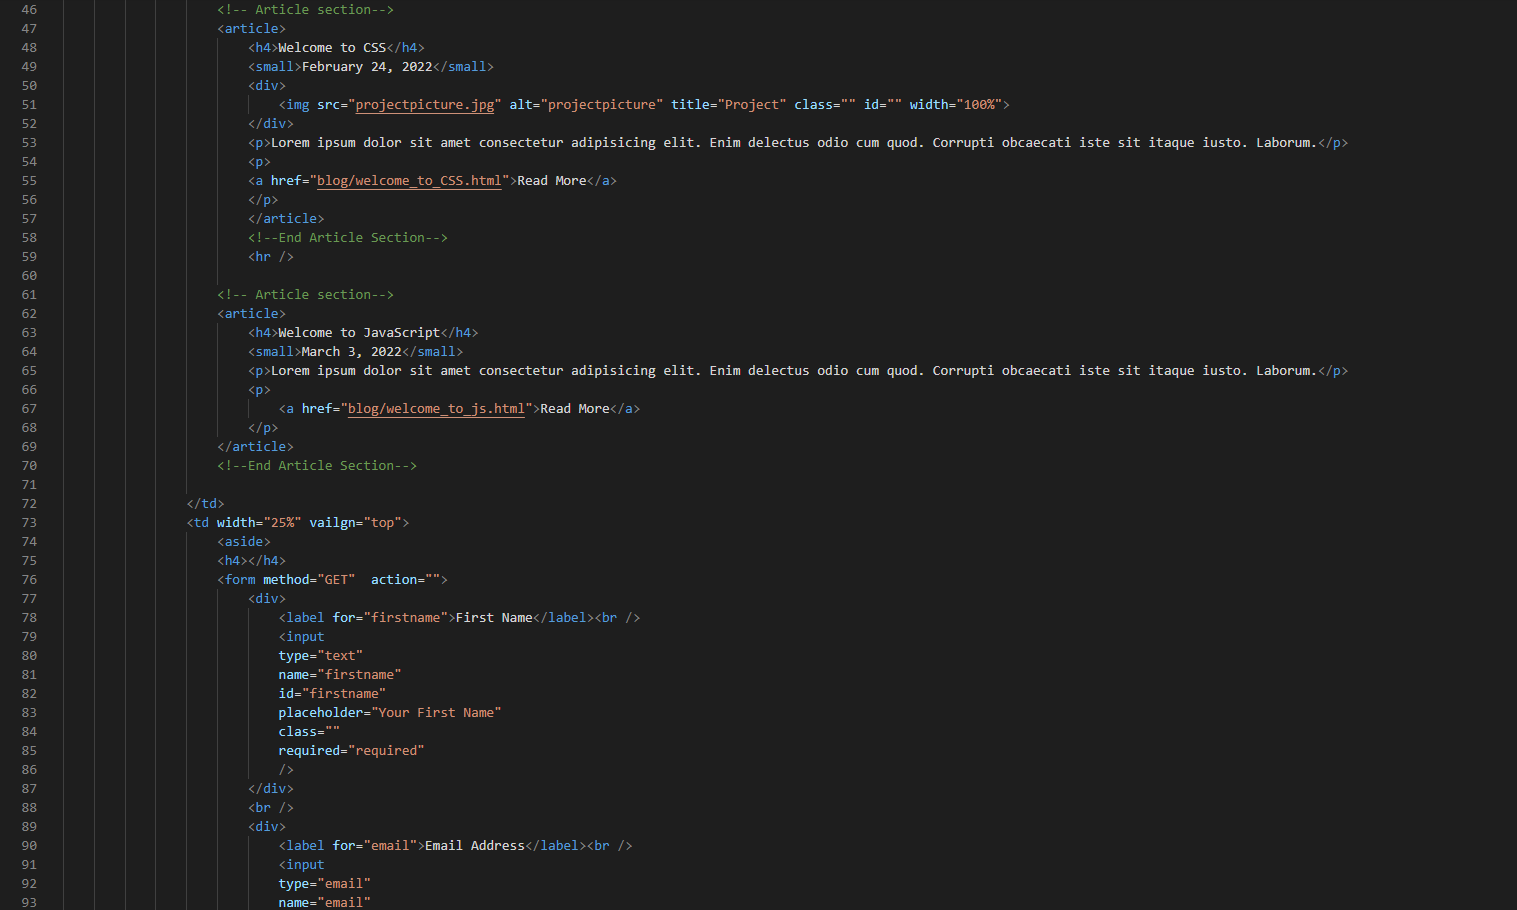 46 <!-- Article section-->
47 <article>
48 <h4>Welcome to CSS</h4>
49 <small>February 24, 2022</small>
50 <div>
51 <img src="projectpicture.jpg" alt="projectpicture" title="Project" class="" id="" width="100%">
52 </div>
53 <p>Lorem ipsum dolor sit amet consectetur adipisicing elit. Enim delectus odio cum quod. Corrupti obcaecati iste sit itaque iusto. Laborum.</p>
54 <p>
55 <a href="blog/welcome_to_CSS.html">Read More</a>
56 </p>
57 </article>
58 <!--End Article Section-->
59 <hr />
60
61 <!-- Article section-->
62 <article>
63 <h4>Welcome to JavaScript</h4>
64 <small>March 3, 2022</small>
65 <p>Lorem ipsum dolor sit amet consectetur adipisicing elit. Enim delectus odio cum quod. Corrupti obcaecati iste sit itaque iusto. Laborum.</p>
66 <p>
67 <a href="blog/welcome_to_js.html">Read More</a>
68 </p>
69 </article>
70 <!--End Article Section-->
71
72 </td>
73 <td width="25%" vailgn="top">
74 <aside>
75 <h4></h4>
76 <form method="GET"  action="">
77 <div>
78 <label for="firstname">First Name</label><br />
79 <input
80 type="text"
81 name="firstname"
82 id="firstname"
83 placeholder="Your First Name"
84 class=""
85 required="required"
86 />
87 </div>
88 <br />
89 <div>
90 <label for="email">Email Address</label><br />
91 <input
92 type="email"
93 name="email"